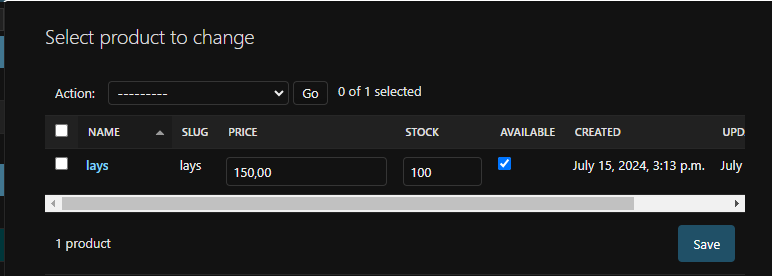 Select product to change
Action: --------- Go 0 of 1 selected
NAME SLUG PRICE STOCK AVAILABLE CREATED UPD
lays lays 150,00 100 July 15, 2024, 3:13 p.m. July
1 product Save